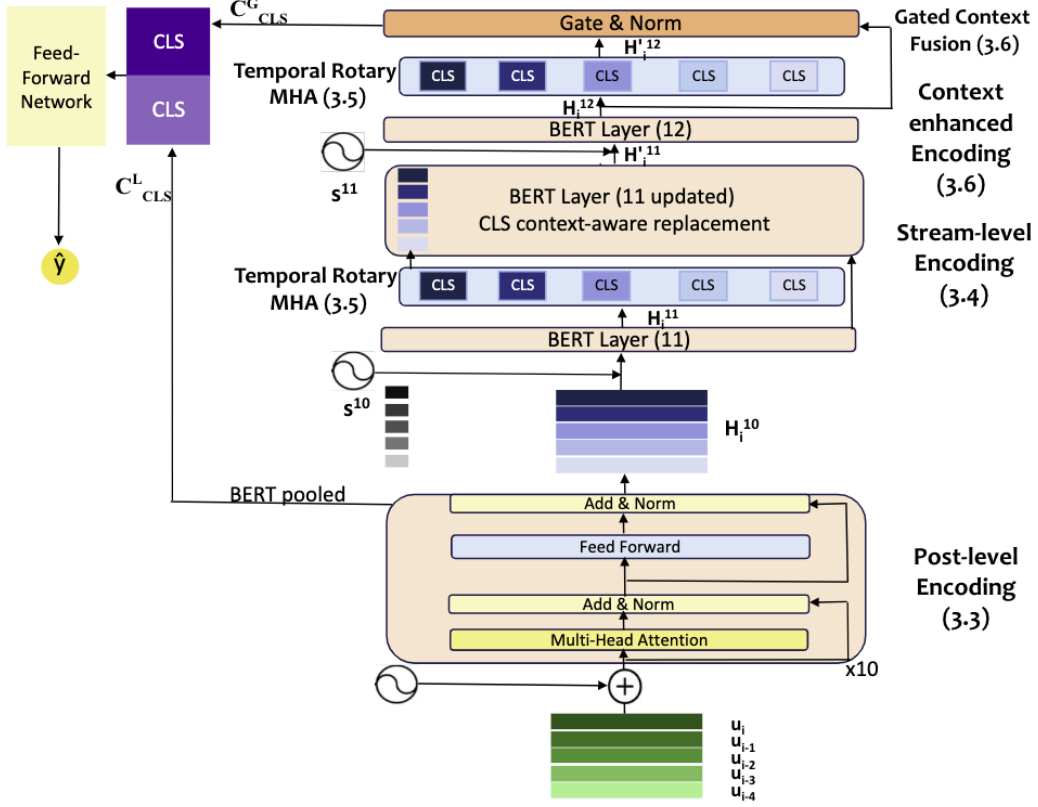 C^G_CLS
Gate & Norm
Gated Context
Fusion (3.6)
Feed-
Forward
Network
CLS
CLS
H'_i^12
Temporal Rotary
MHA (3.5)
CLS CLS CLS CLS CLS
H_i^12
Context
enhanced
Encoding
(3.6)
BERT Layer (12)
H'_i^11
s^11
C^L_CLS
BERT Layer (11 updated)
CLS context-aware replacement
Stream-level
Encoding
(3.4)
ŷ
Temporal Rotary
MHA (3.5)
CLS CLS CLS CLS CLS
H_i^11
BERT Layer (11)
s^10
H_i^10
BERT pooled
Add & Norm
Feed Forward
Add & Norm
Multi-Head Attention
Post-level
Encoding
(3.3)
x10
+
u_i
u_i-1
u_i-2
u_i-3
u_i-4